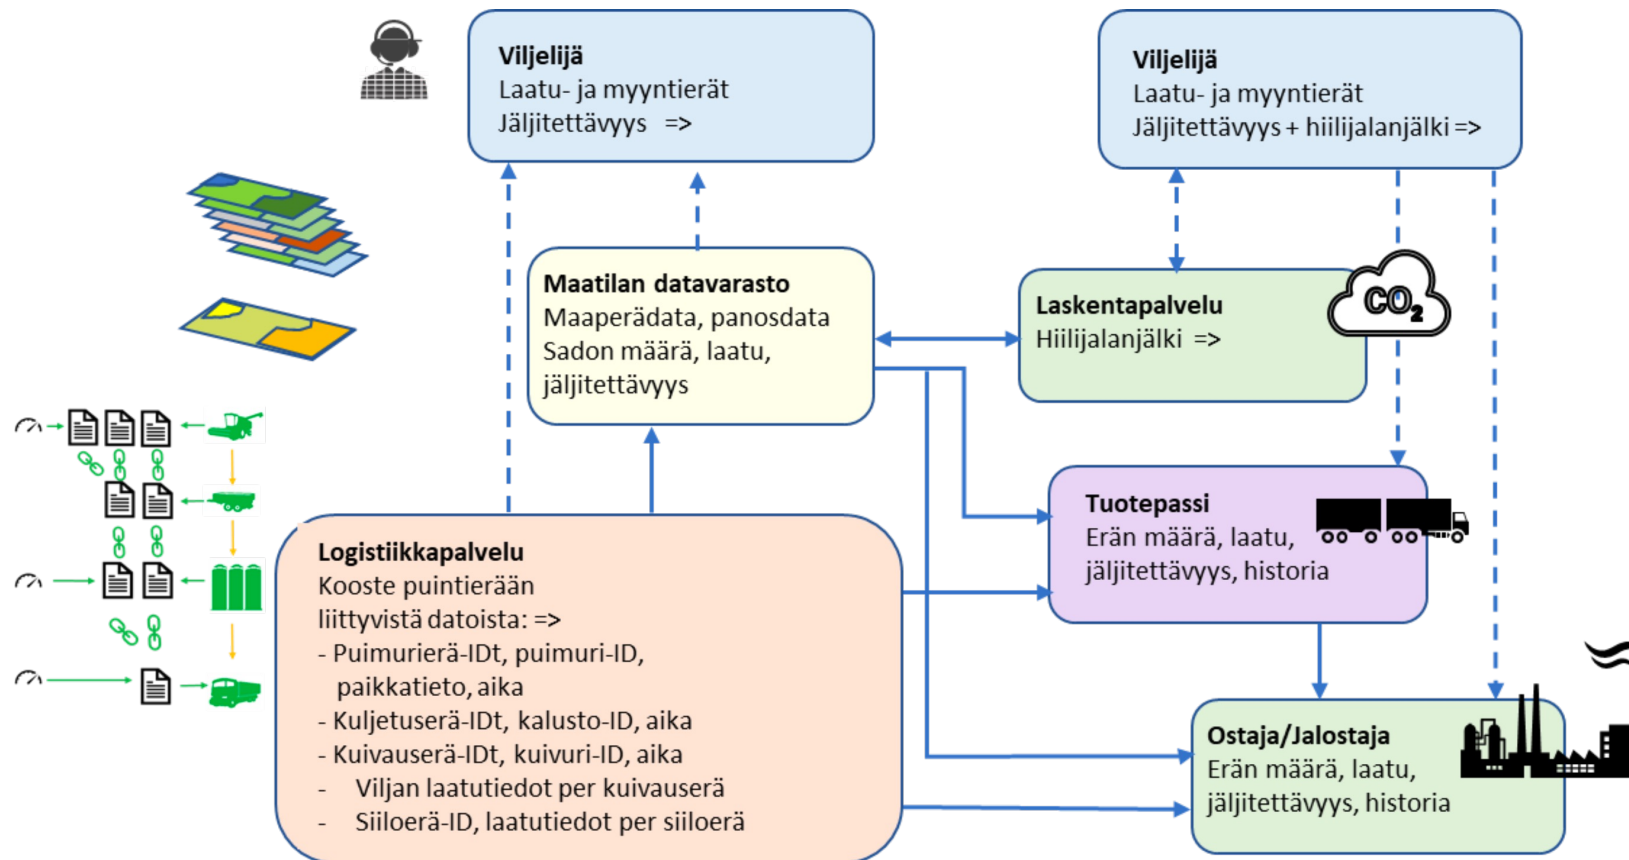 Viljelijä
Laatu- ja myyntierät
Jäljitettävyys =>
Viljelijä
Laatu- ja myyntierät
Jäljitettävyys + hiilijalanjälki =>
Maatilan datavarasto
Maaperädata, panosdata
Sadon määrä, laatu,
jäljitettävyys
Laskentapalvelu
Hiilijalanjälki =>
CO2
Tuotepassi
Erän määrä, laatu,
jäljitettävyys, historia
Logistiikkapalvelu
Kooste puintierään
liittyvistä datoista: =>
- Puimurierä-IDt, puimuri-ID,
paikkatieto, aika
- Kuljetuserä-IDt, kalusto-ID, aika
- Kuivauserä-IDt, kuivuri-ID, aika
- Viljan laatutiedot per kuivauserä
- Siiloerä-ID, laatutiedot per siiloerä
Ostaja/Jalostaja
Erän määrä, laatu,
jäljitettävyys, historia